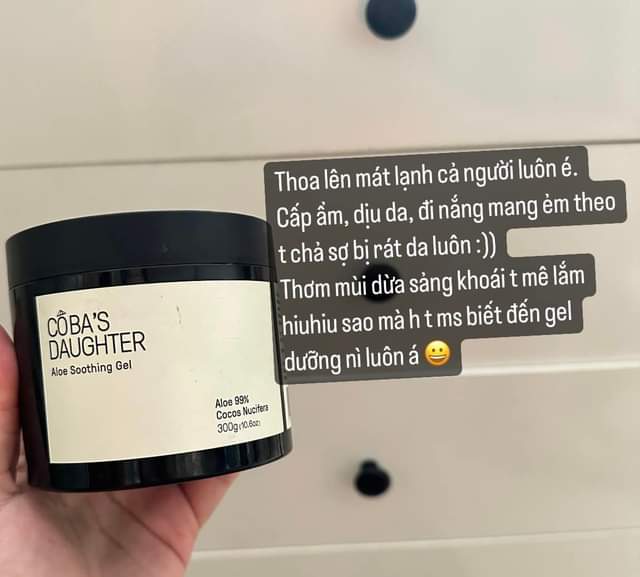 CÔ BA'S
DAUGHTER
Aloe Soothing Gel
Aloe 99%
Cocos Nucifera
300g (10.6oz)
Thoa lên mát lạnh cả người luôn é.
Cấp ẩm, dịu da, đi nắng mang ẻm theo
t chả sợ bị rát da luôn :))
Thơm mùi dừa sảng khoái t mê lắm
hiuhiu sao mà h t ms biết đến gel
dưỡng nì luôn á 😀